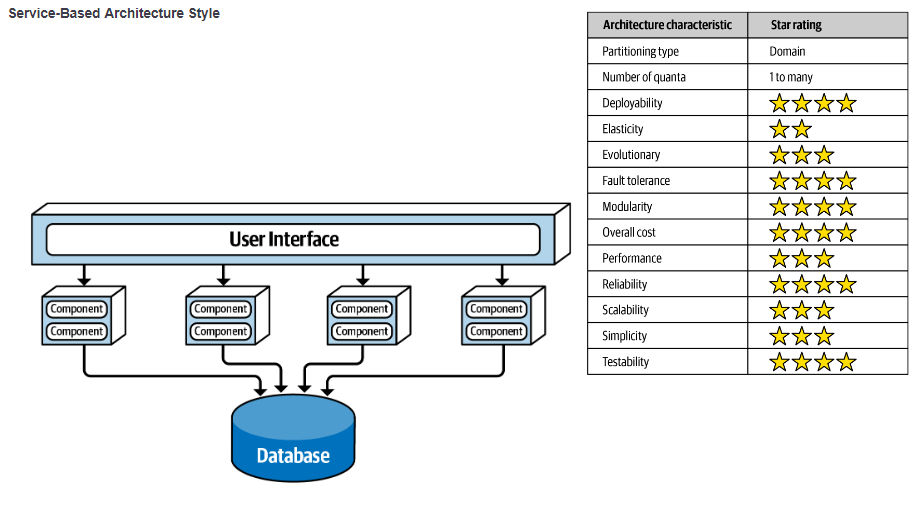 Service-Based Architecture Style
User Interface
Component Component Component Component
Component Component Component Component
Database
Architecture characteristic Star rating
Partitioning type Domain
Number of quanta 1 to many
Deployability
Elasticity
Evolutionary
Fault tolerance
Modularity
Overall cost
Performance
Reliability
Scalability
Simplicity
Testability